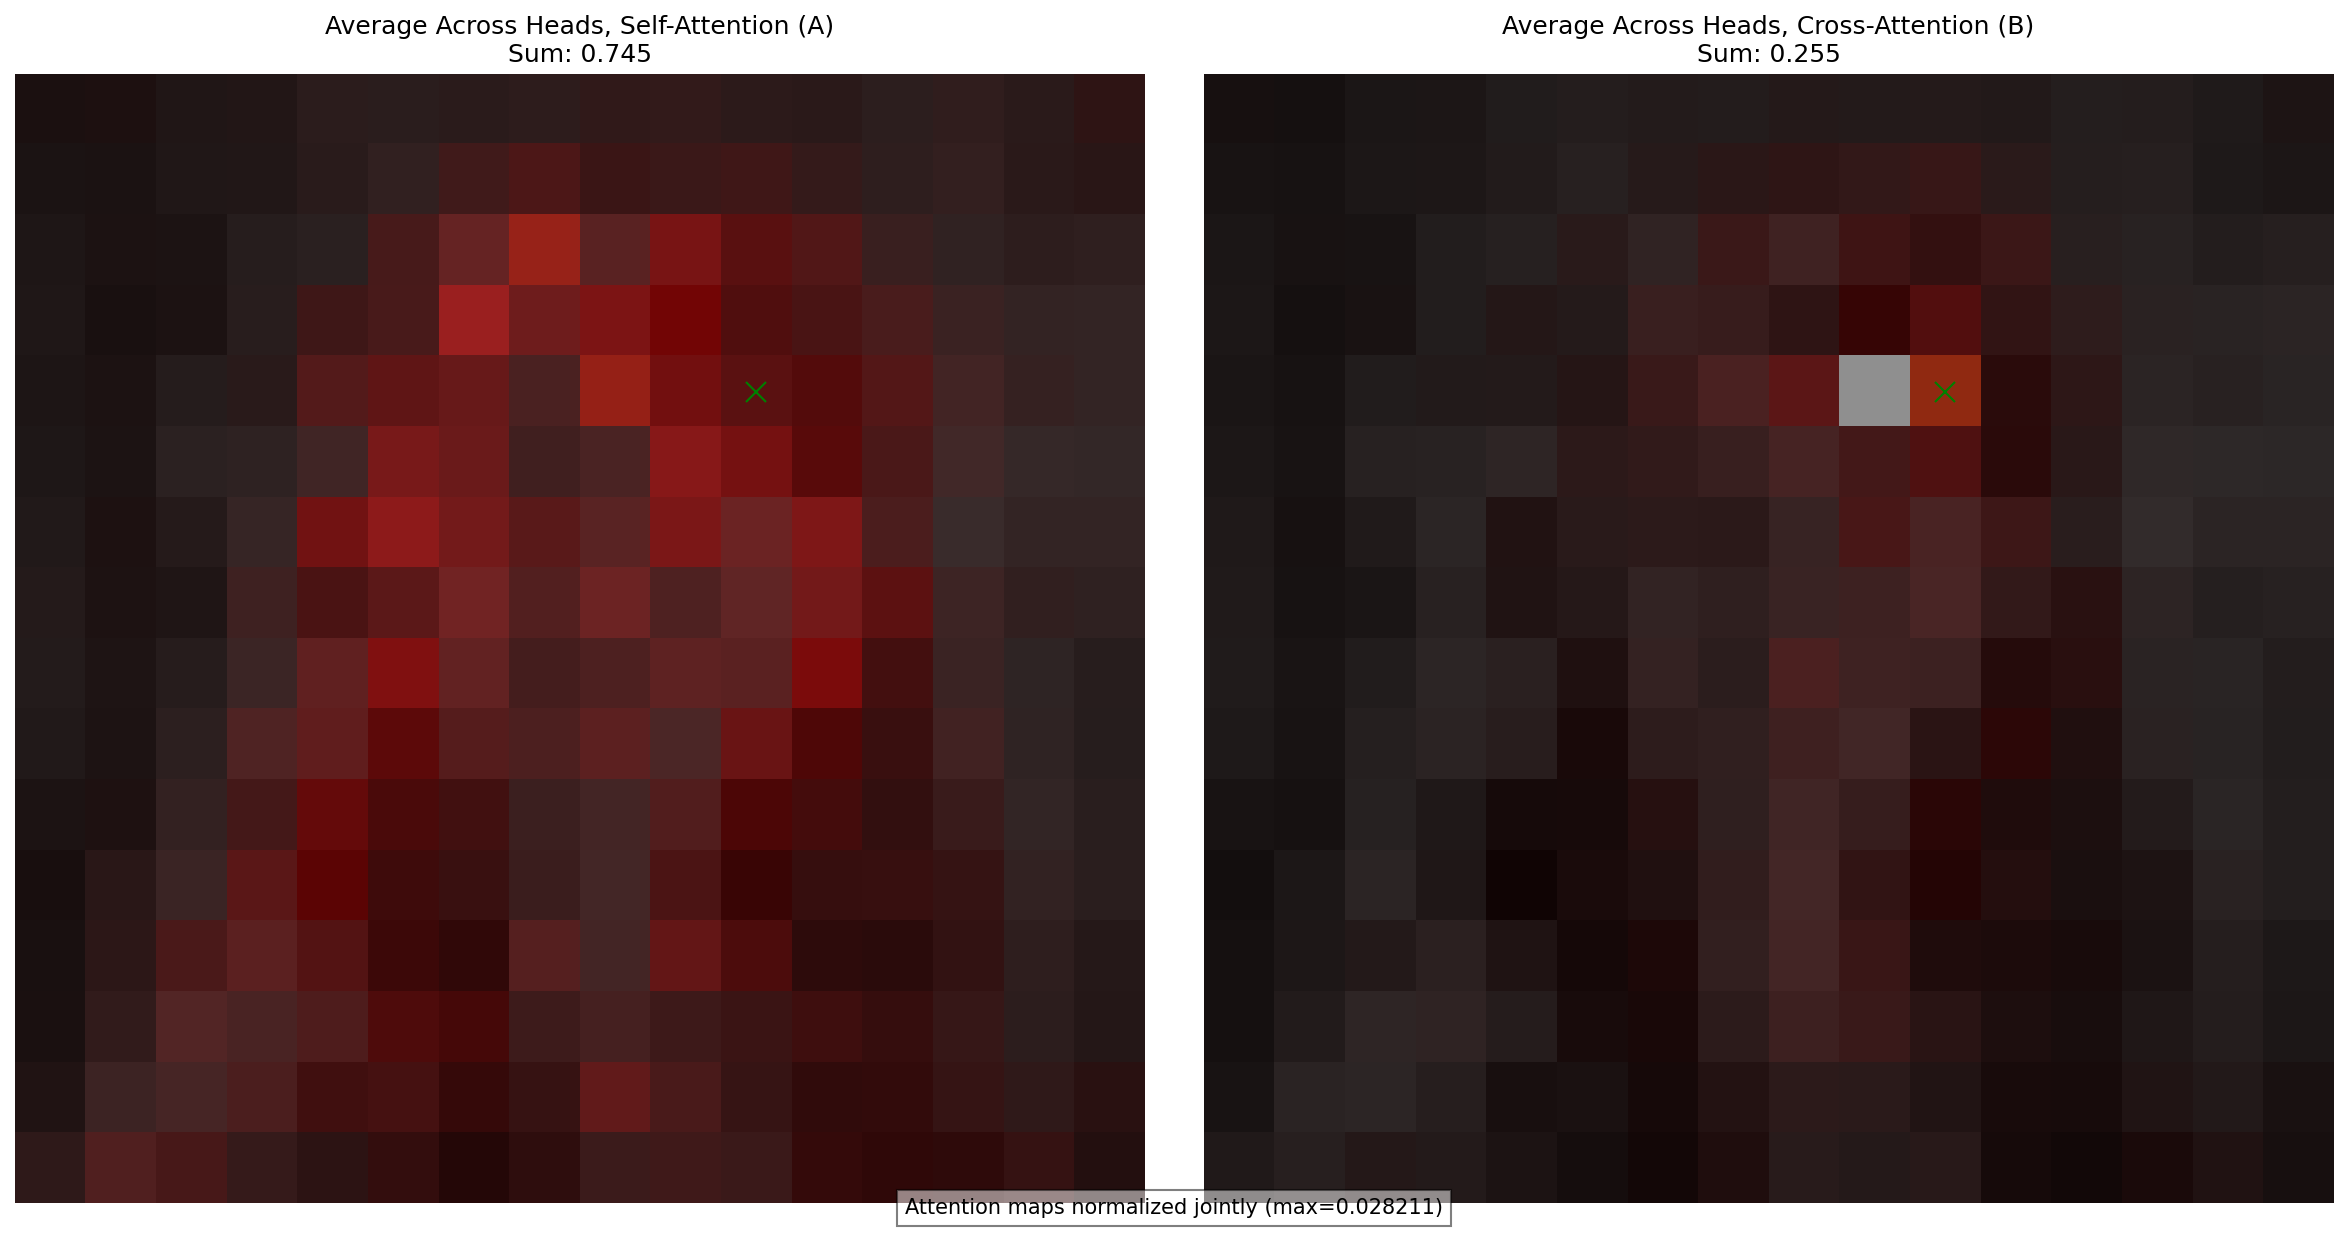 Average Across Heads, Self-Attention (A)
Sum: 0.745
Average Across Heads, Cross-Attention (B)
Sum: 0.255
Attention maps normalized jointly (max=0.028211)